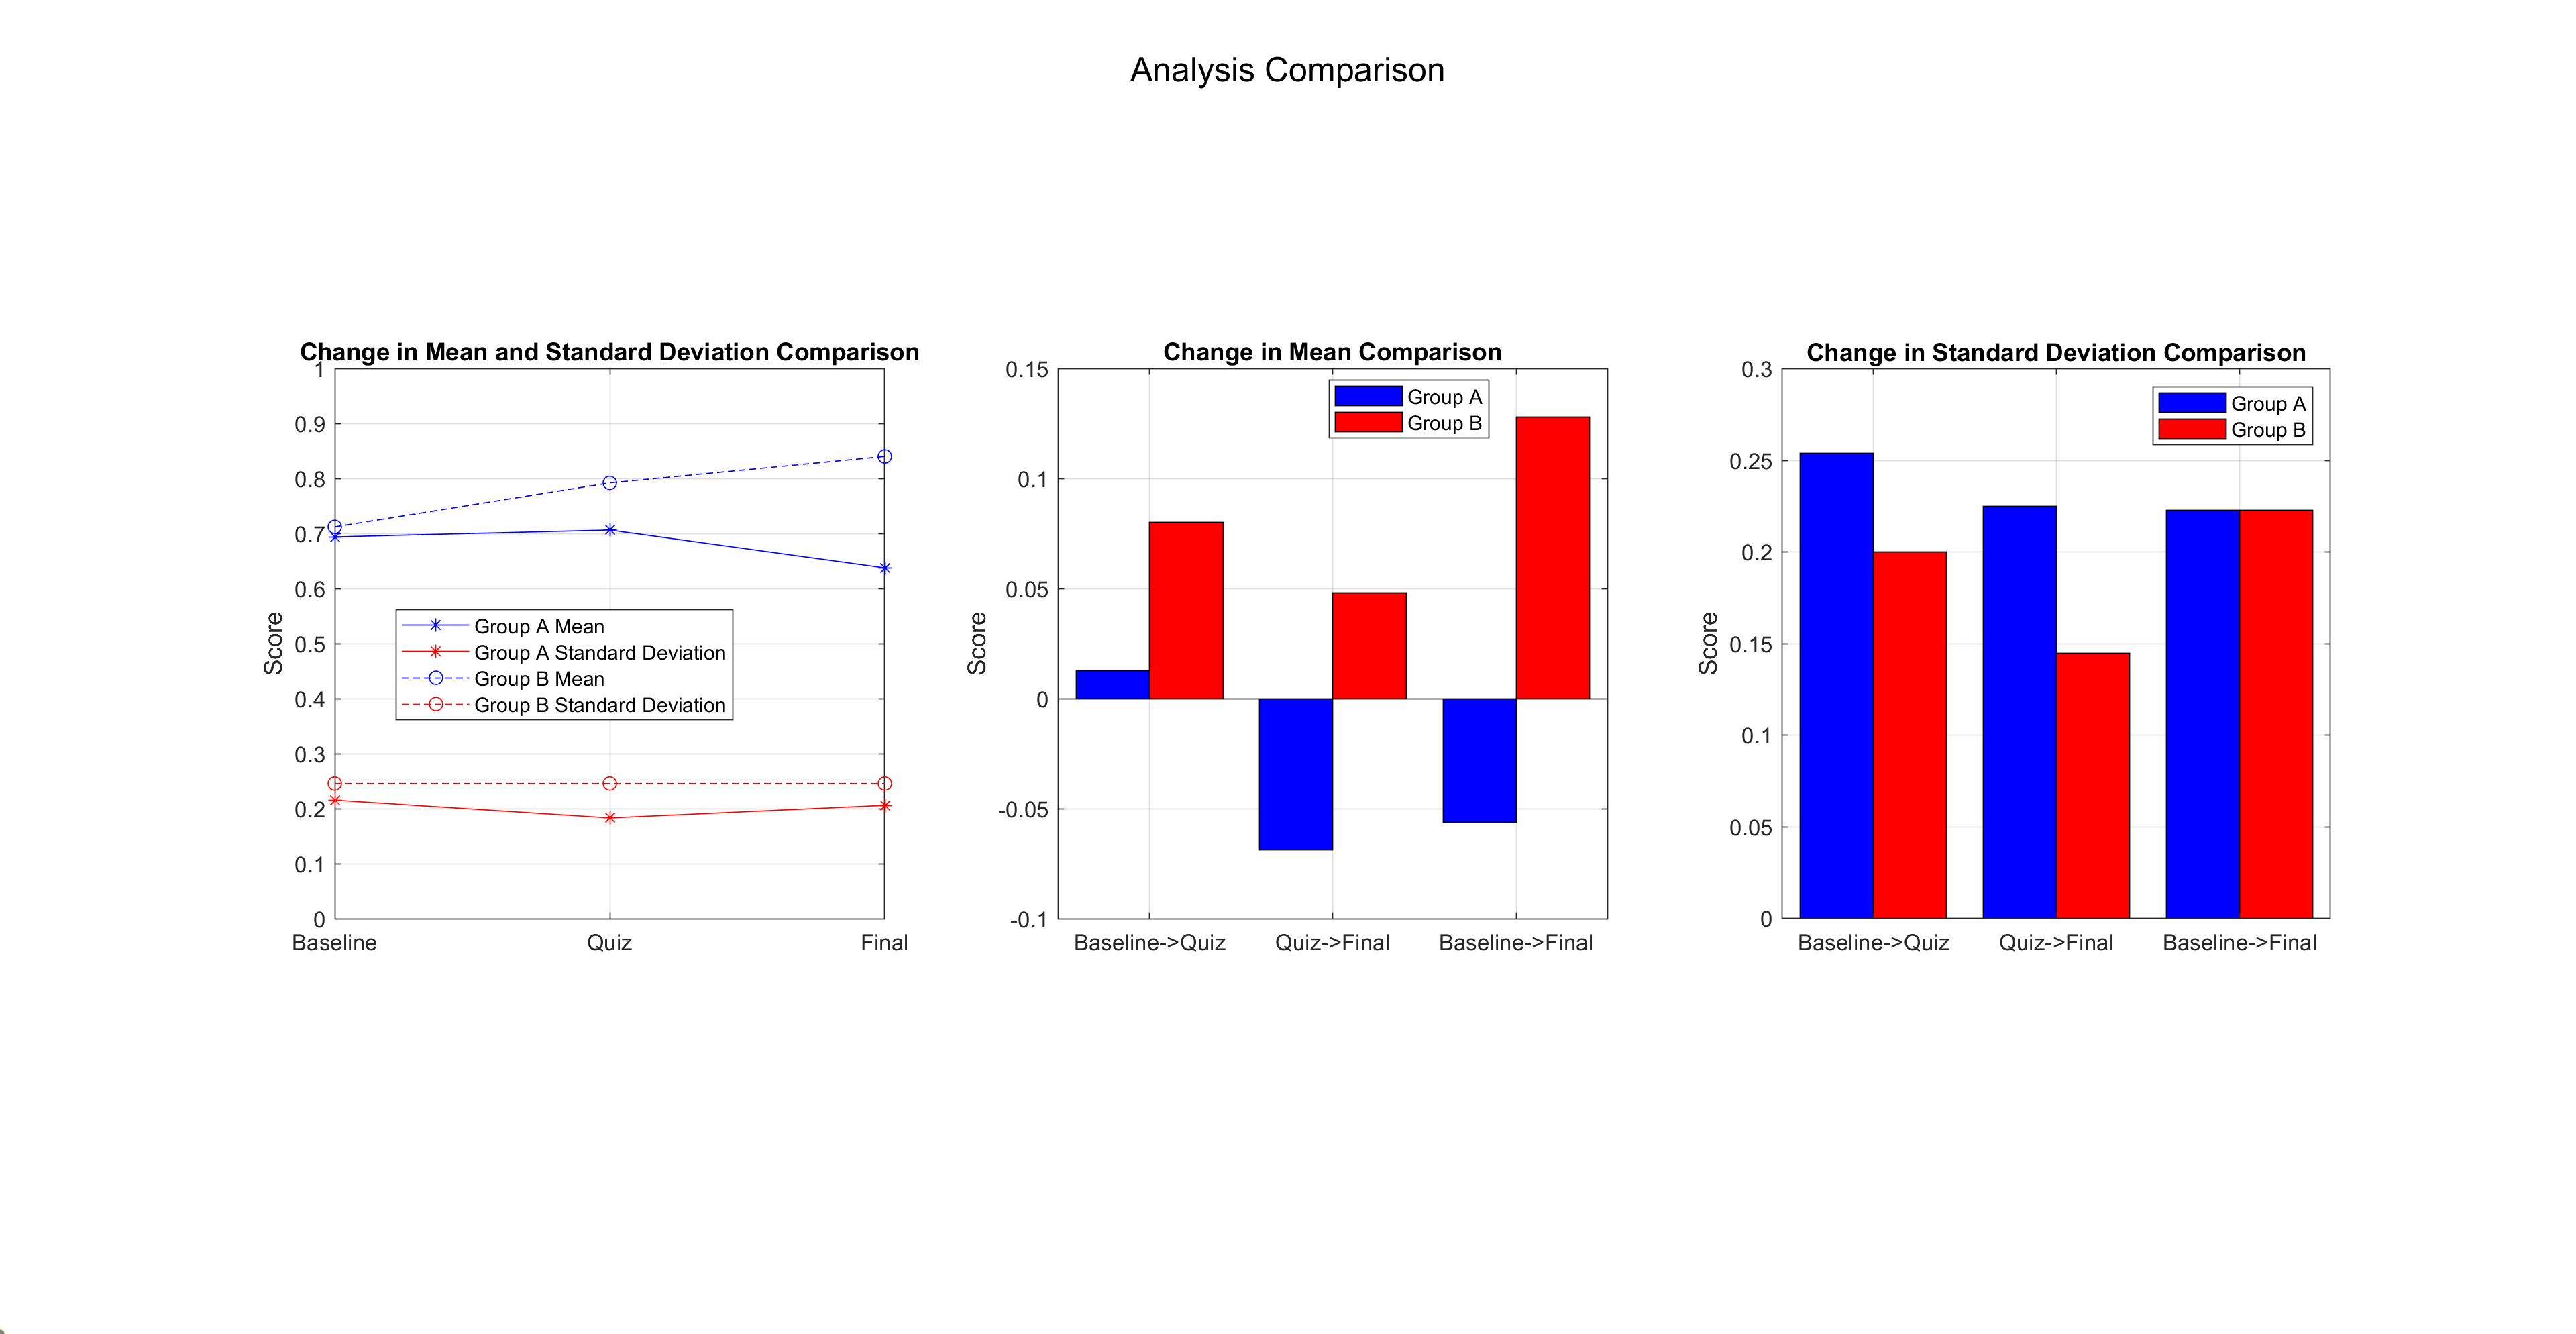 Analysis Comparison
Change in Mean and Standard Deviation Comparison
1
0.9
0.8
0.7
0.6
0.5
0.4
0.3
0.2
0.1
0
Score
Group A Mean
Group A Standard Deviation
Group B Mean
Group B Standard Deviation
Baseline Quiz Final
Change in Mean Comparison
0.15
0.1
0.05
0
-0.05
-0.1
Score
Group A
Group B
Baseline->Quiz Quiz->Final Baseline->Final
Change in Standard Deviation Comparison
0.3
0.25
0.2
0.15
0.1
0.05
0
Score
Group A
Group B
Baseline->Quiz Quiz->Final Baseline->Final